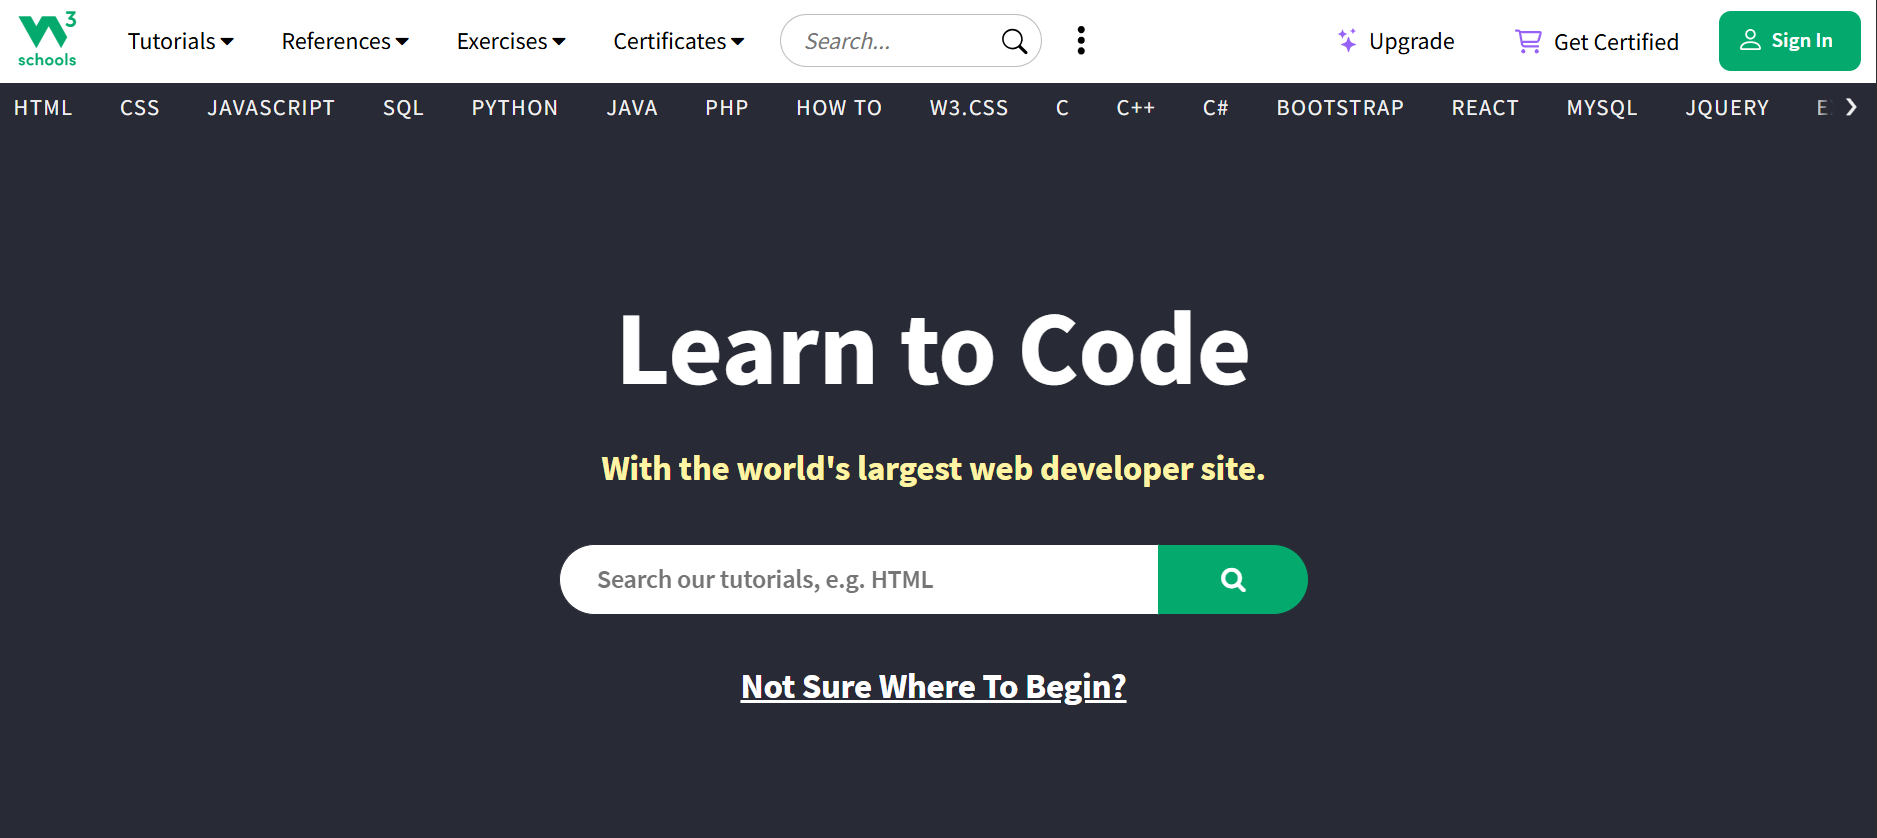 W3 schools
Tutorials References Exercises Certificates Search... Upgrade Get Certified Sign In
HTML CSS JAVASCRIPT SQL PYTHON JAVA PHP HOW TO W3.CSS C C++ C# BOOTSTRAP REACT MYSQL JQUERY
Learn to Code
With the world's largest web developer site.
Search our tutorials, e.g. HTML
Not Sure Where To Begin?